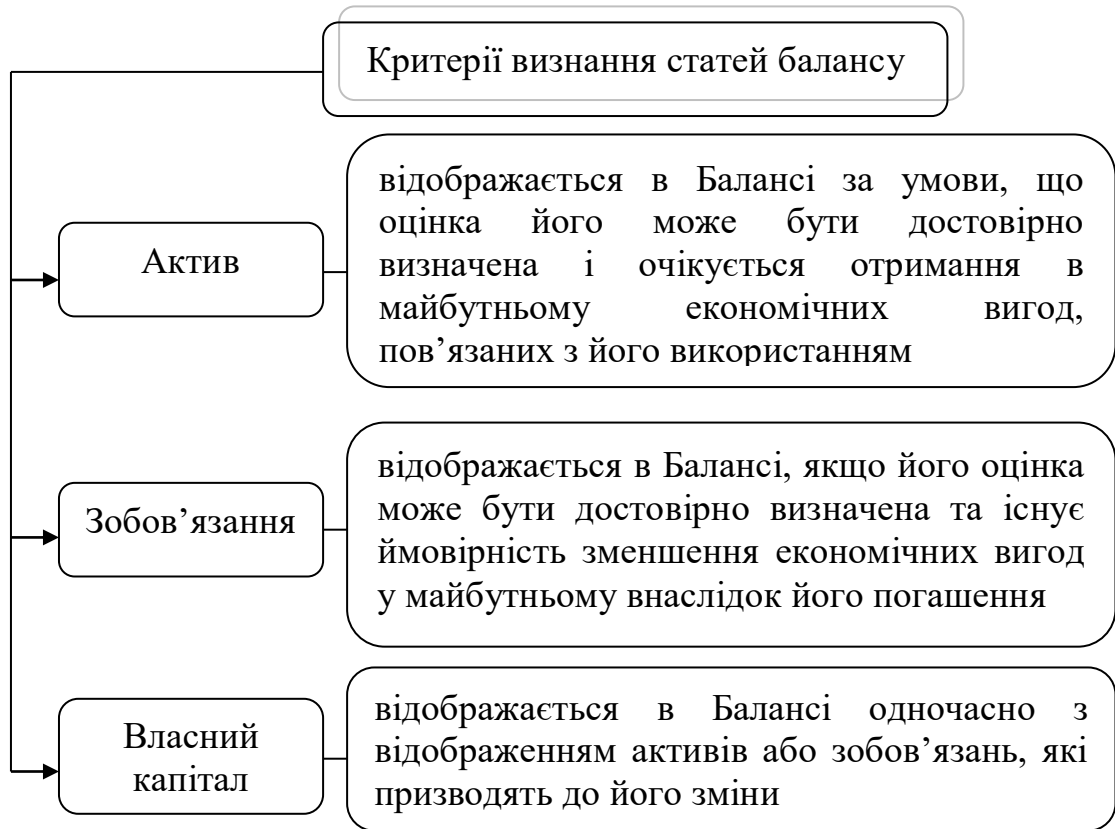 Критерії визнання статей балансу
Актив
відображається в Балансі за умови, що
оцінка його може бути достовірно
визначена і очікується отримання в
майбутньому економічних вигод,
пов’язаних з його використанням
Зобов’язання
відображається в Балансі, якщо його оцінка
може бути достовірно визначена та існує
ймовірність зменшення економічних вигод
у майбутньому внаслідок його погашення
Власний
капітал
відображається в Балансі одночасно з
відображенням активів або зобов’язань, які
призводять до його зміни